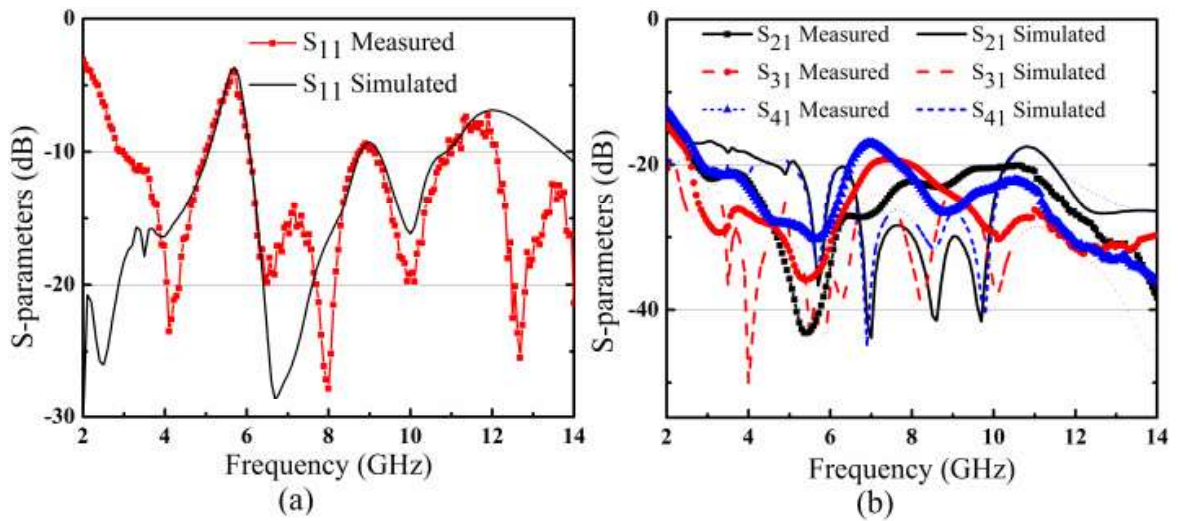 S11 Measured
S11 Simulated
S-parameters (dB)
0
-10
-20
-30
2 4 6 8 10 12 14
Frequency (GHz)
(a)
S21 Measured
S21 Simulated
S31 Measured
S31 Simulated
S41 Measured
S41 Simulated
S-parameters (dB)
0
-20
-40
2 4 6 8 10 12 14
Frequency (GHz)
(b)